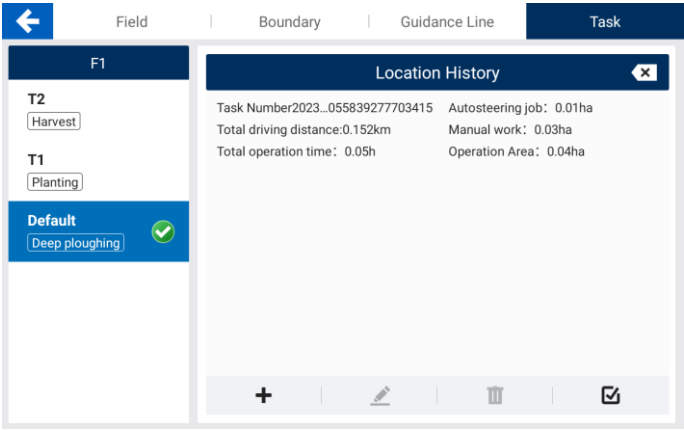 Field
Boundary
Guidance Line
Task
F1
T2
Harvest
T1
Planting
Default
Deep ploughing
Location History
Task Number2023...055839277703415
Autosteering job：0.01ha
Total driving distance:0.152km
Manual work：0.03ha
Total operation time：0.05h
Operation Area：0.04ha